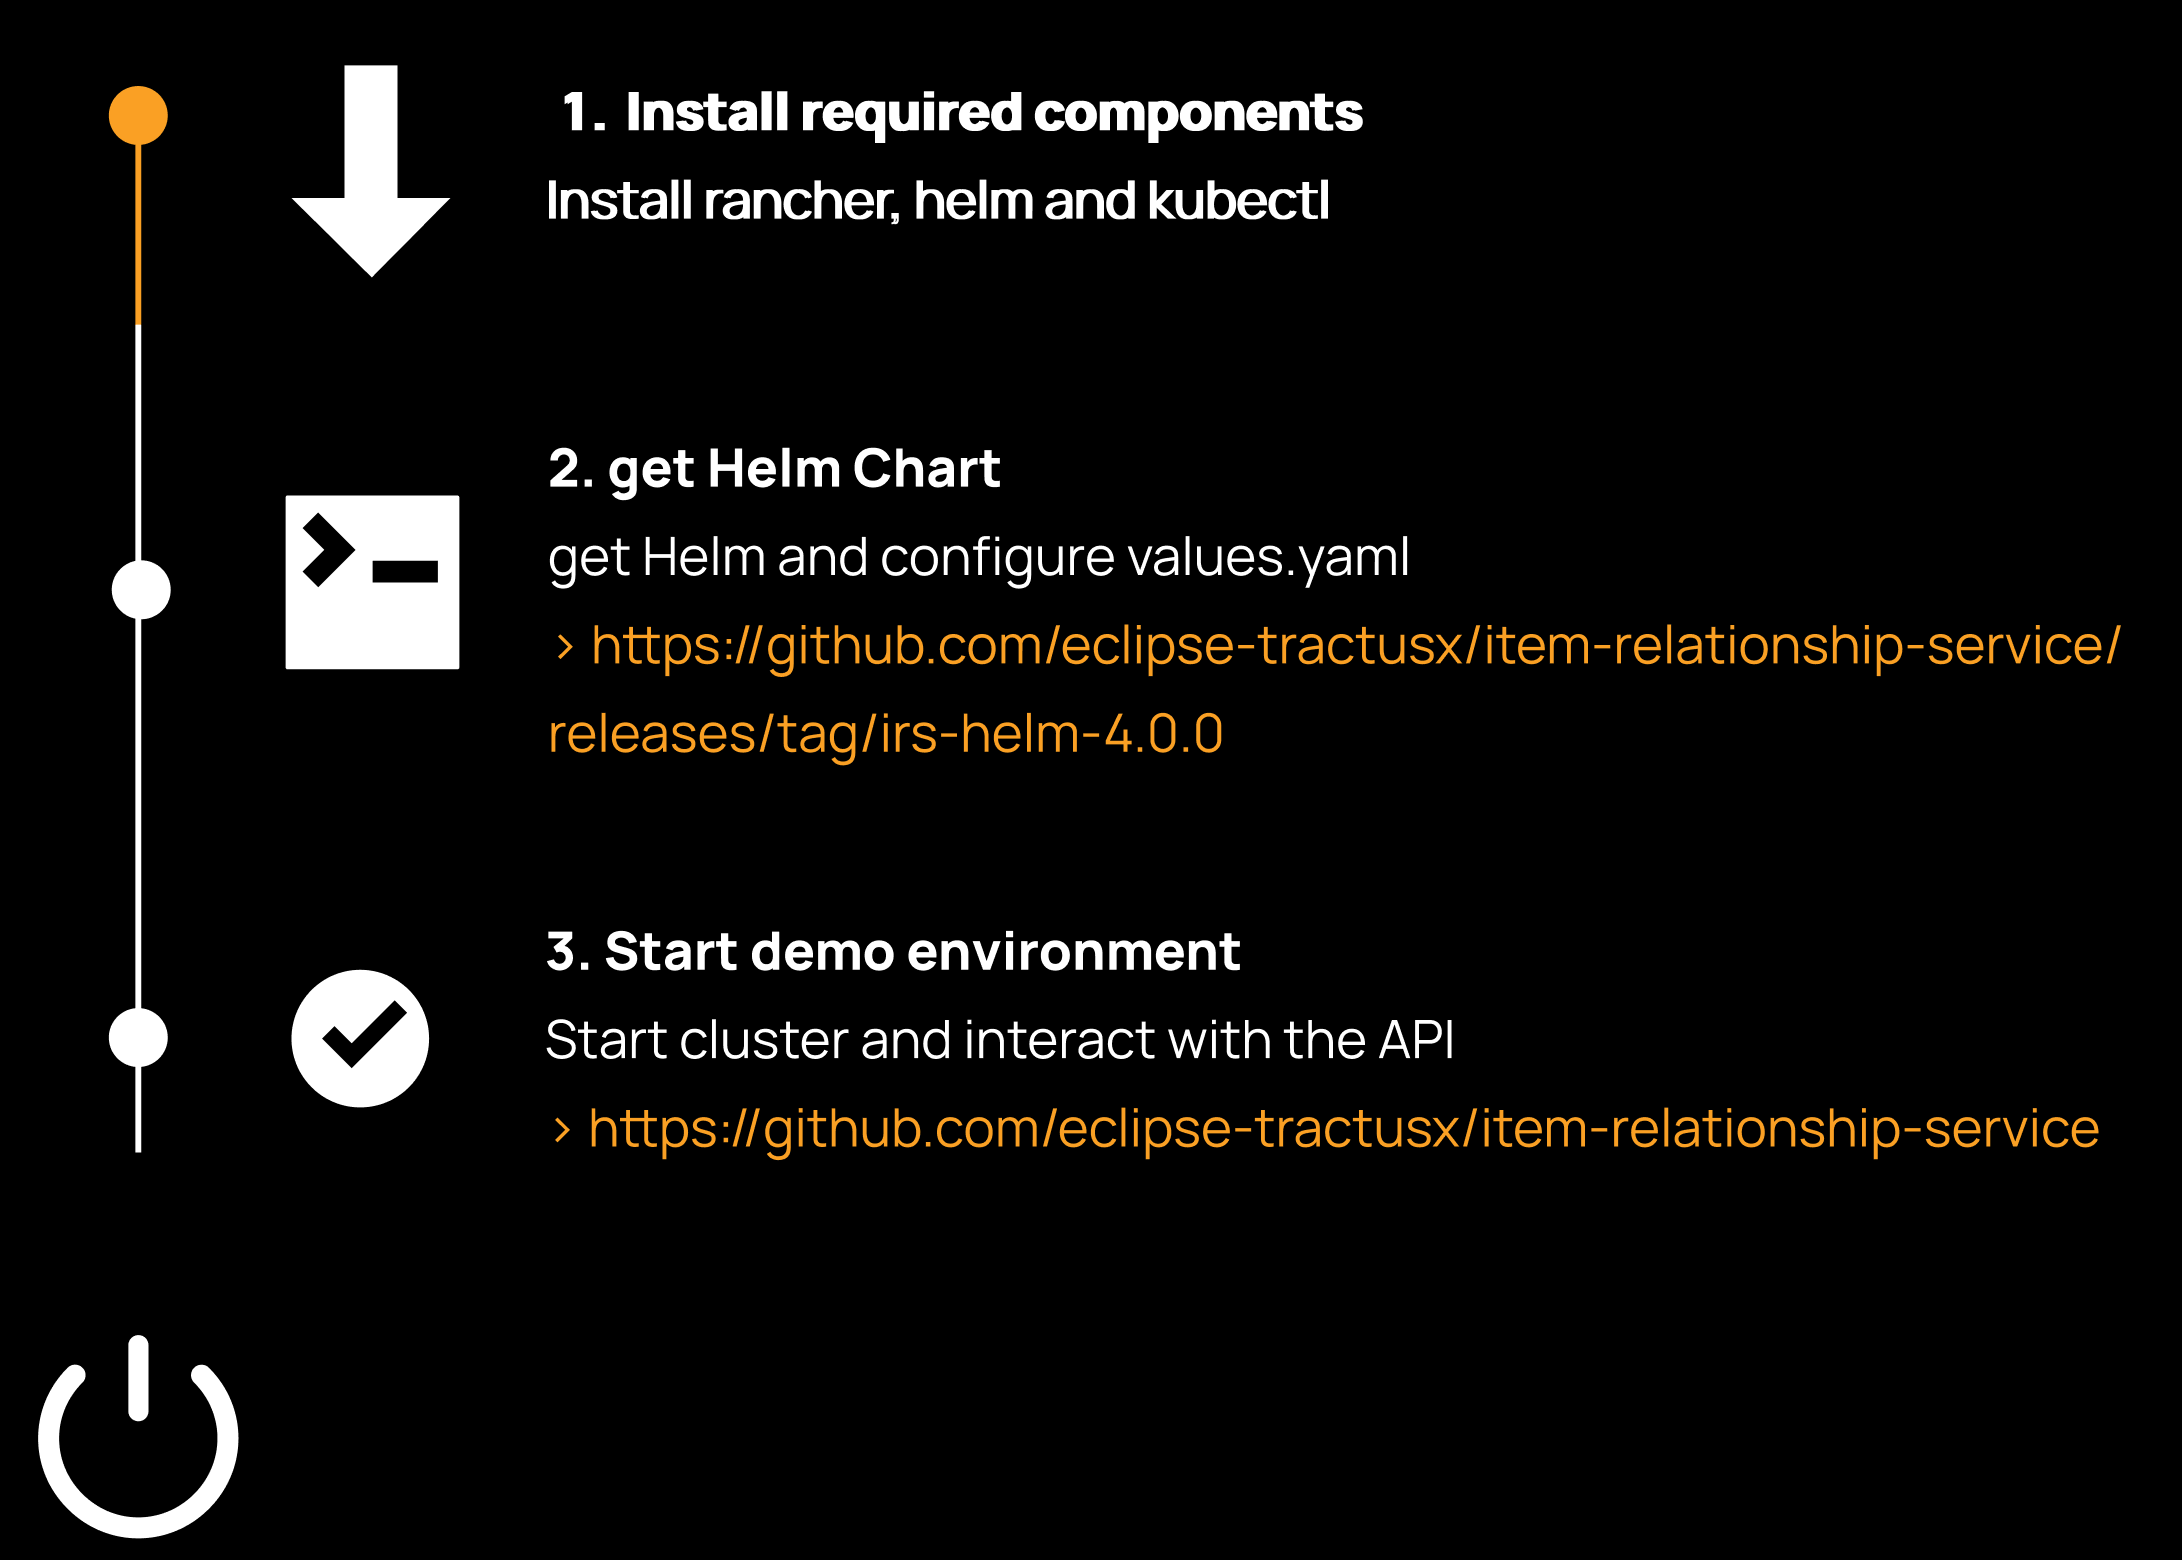 1. Install required components
Install rancher, helm and kubectl
2. get Helm Chart
get Helm and configure values.yaml
> https://github.com/eclipse-tractusx/item-relationship-service/
releases/tag/irs-helm-4.0.0
3. Start demo environment
Start cluster and interact with the API
> https://github.com/eclipse-tractusx/item-relationship-service